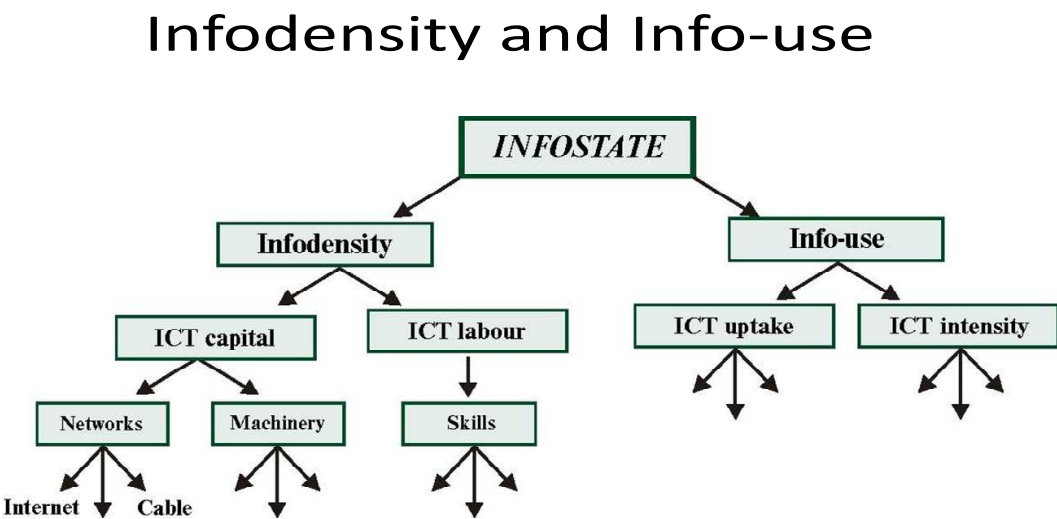 Infodensity and Info-use
INFOSTATE
Infodensity
Info-use
ICT capital
ICT labour
ICT uptake
ICT intensity
Networks
Machinery
Skills
Internet
Cable